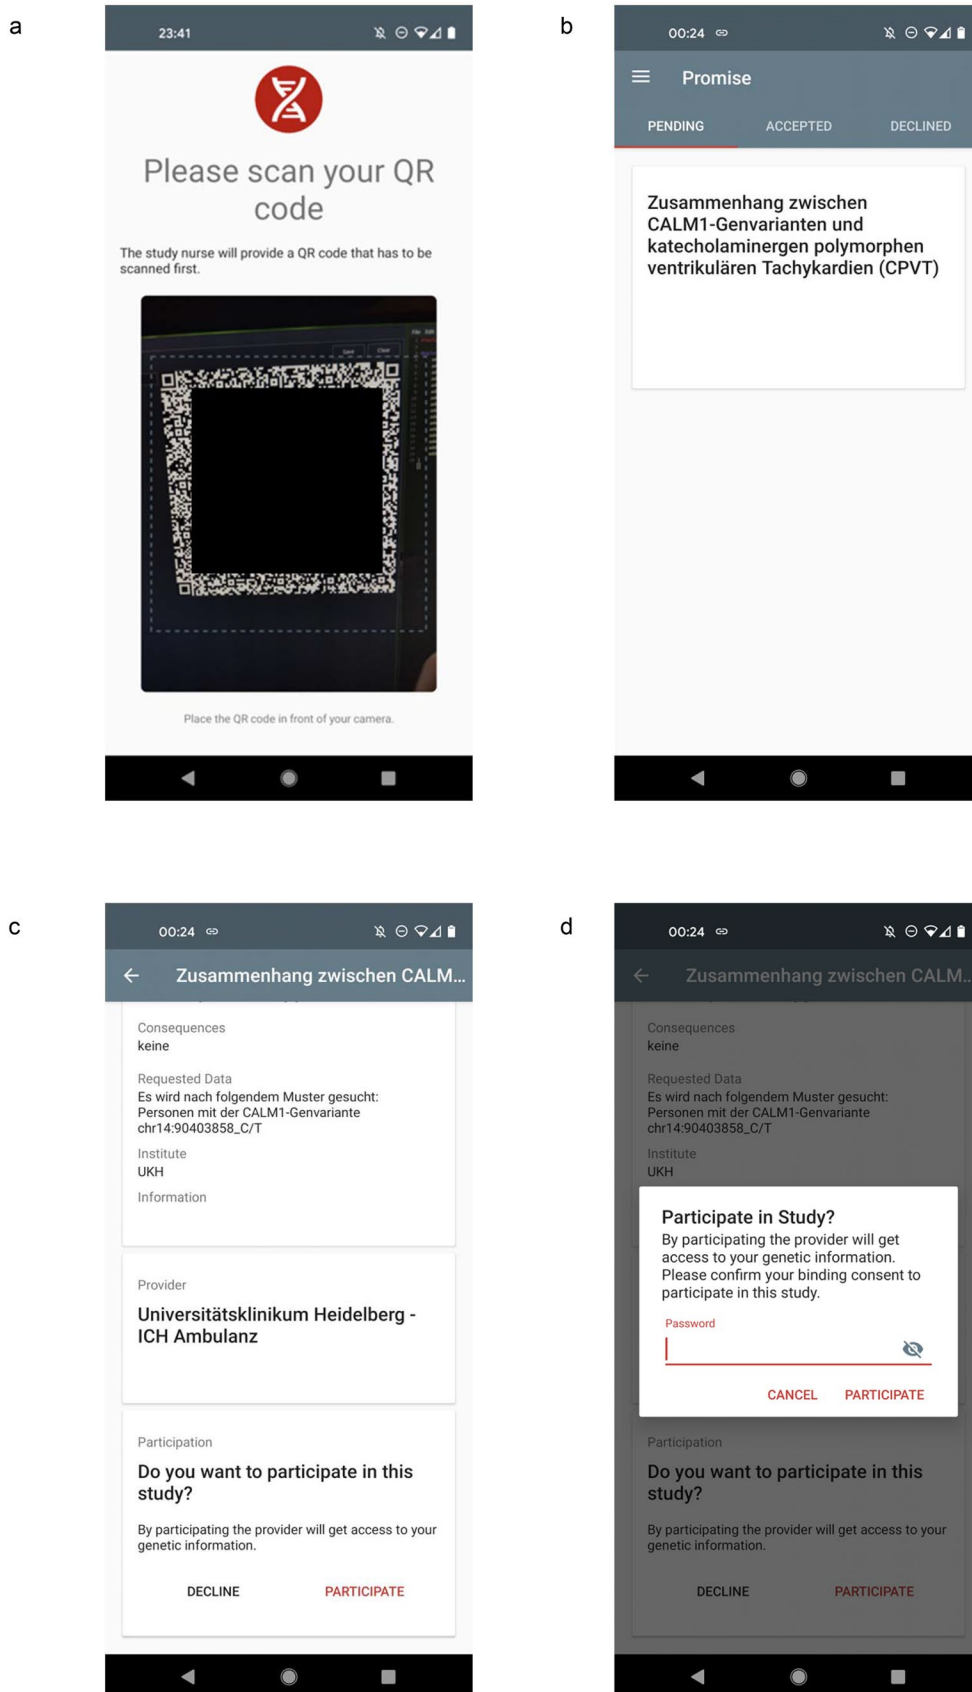 a
23:41
Please scan your QR
code
The study nurse will provide a QR code that has to be
scanned first.
Save Clear
File Edit
Place the QR code in front of your camera.
b
00:24
Promise
PENDING ACCEPTED DECLINED
Zusammenhang zwischen
CALM1-Genvarianten und
katecholaminergen polymorphen
ventrikulären Tachykardien (CPVT)
c
00:24
Zusammenhang zwischen CALM...
Consequences
keine
Requested Data
Es wird nach folgendem Muster gesucht:
Personen mit der CALM1-Genvariante
chr14:90403858_C/T
Institute
UKH
Information
Provider
Universitätsklinikum Heidelberg -
ICH Ambulanz
Participation
Do you want to participate in this
study?
By participating the provider will get access to your
genetic information.
DECLINE PARTICIPATE
d
00:24
Zusammenhang zwischen CALM...
Consequences
keine
Requested Data
Es wird nach folgendem Muster gesucht:
Personen mit der CALM1-Genvariante
chr14:90403858_C/T
Institute
UKH
Participate in Study?
By participating the provider will get
access to your genetic information.
Please confirm your binding consent to
participate in this study.
Password
CANCEL PARTICIPATE
Participation
Do you want to participate in this
study?
By participating the provider will get access to your
genetic information.
DECLINE PARTICIPATE